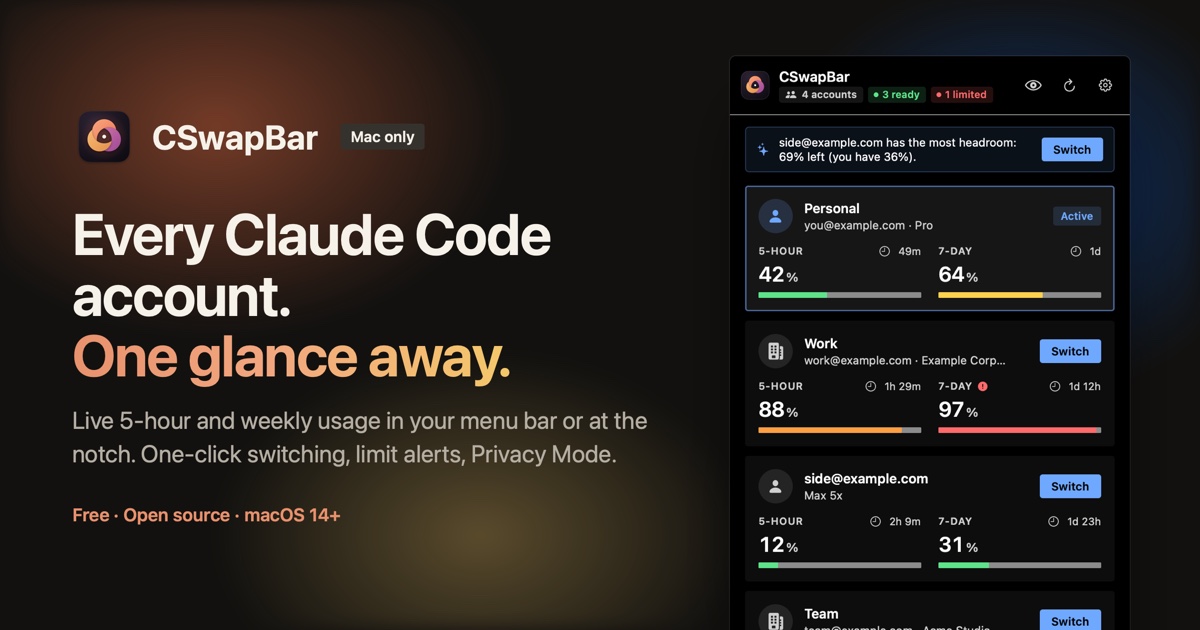 CSwapBar
Mac only
Every Claude Code
account.
One glance away.
Live 5-hour and weekly usage in your menu bar or at the
notch. One-click switching, limit alerts, Privacy Mode.
Free · Open source · macOS 14+
CSwapBar
4 accounts
3 ready
1 limited
side@example.com has the most headroom:
69% left (you have 36%).
Switch
Personal
you@example.com · Pro
Active
5-HOUR
49m
7-DAY
1d
42%
64%
Work
work@example.com · Example Corp...
Switch
5-HOUR
1h 29m
7-DAY
1d 12h
88%
97%
side@example.com
Max 5x
Switch
5-HOUR
2h 9m
7-DAY
1d 23h
12%
31%
Team
Switch